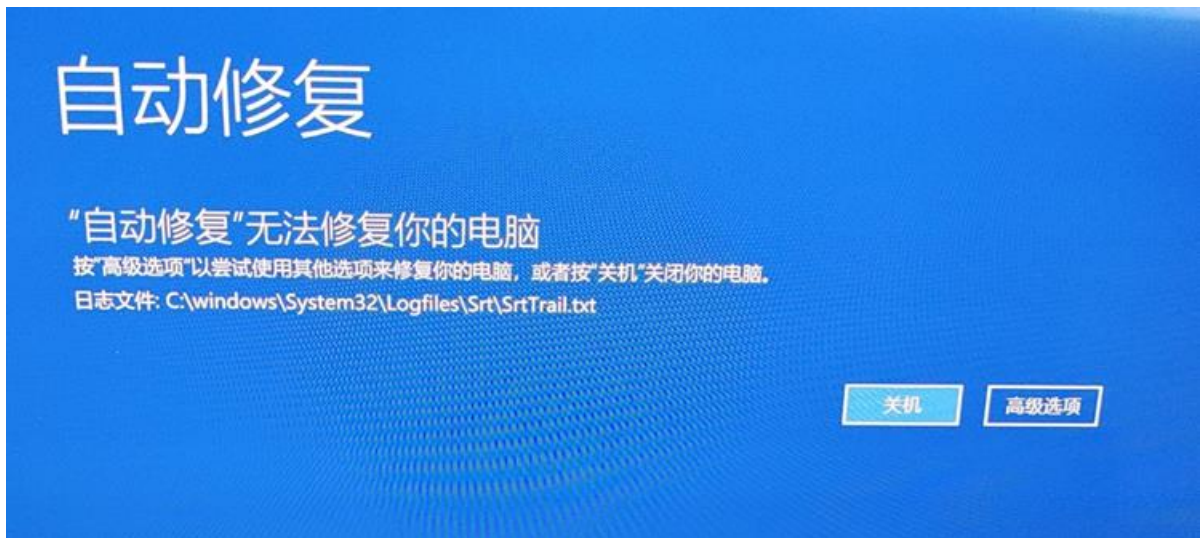 自动修复
“自动修复”无法修复你的电脑
按“高级选项”以尝试使用其他选项来修复你的电脑，或者按“关机”关闭你的电脑。
日志文件: C:\windows\System32\Logfiles\Srt\SrtTrail.txt
关机 高级选项